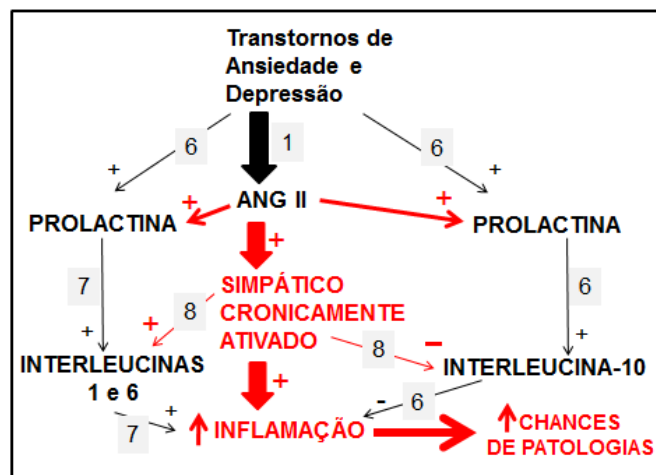 Transtornos de
Ansiedade e
Depressão
6
1
6
+
+
+
ANG II
+
PROLACTINA
PROLACTINA
+
7
SIMPÁTICO
6
8
CRONICAMENTE
+
ATIVADO
8
−
+
+
INTERLEUCINAS
1 e 6
+
INTERLEUCINA-10
7
+
-
6
↑ INFLAMAÇÃO
↑ CHANCES
DE PATOLOGIAS